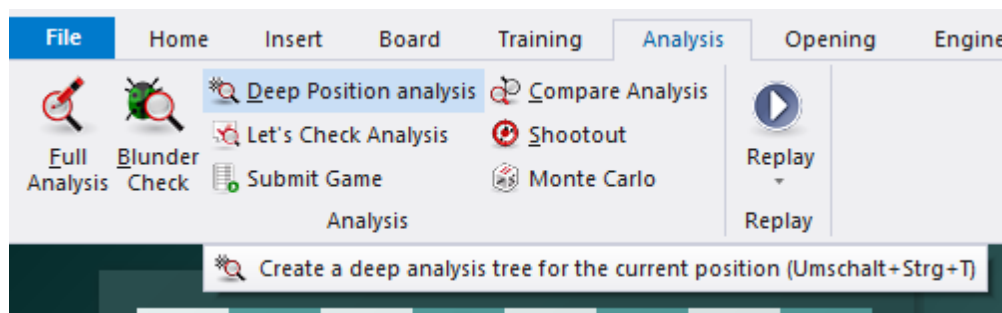 File Home Insert Board Training Analysis Opening Engine
Deep Position analysis Compare Analysis
Let's Check Analysis Shootout
Full Analysis
Blunder Check
Submit Game Monte Carlo
Replay
Analysis Replay
Create a deep analysis tree for the current position (Umschalt+Strg+T)